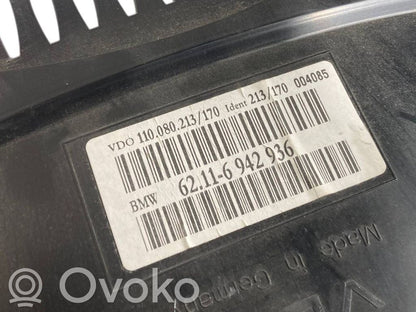 VDO 110.080.213/170 Ident 213/170 004085
BMW 62.11-6 942 936
Made in Germany
OVOKO